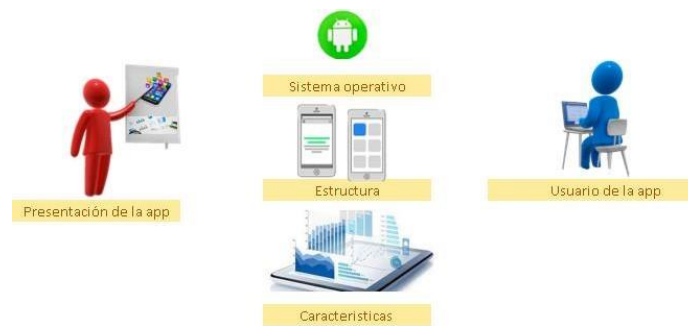 Sistema operativo
Estructura
Presentación de la app
Usuario de la app
Caracteristicas